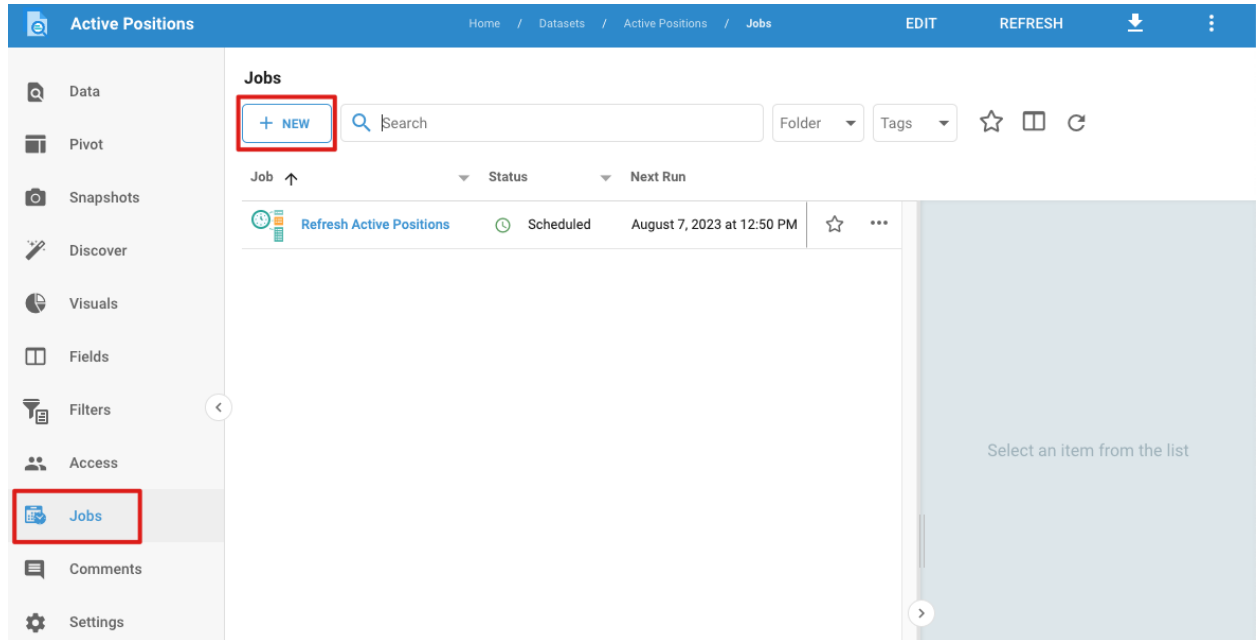 Active Positions
Home / Datasets / Active Positions / Jobs
EDIT
REFRESH
Data
Pivot
Snapshots
Discover
Visuals
Fields
Filters
Access
Jobs
Comments
Settings
Jobs
+ NEW
Search
Folder
Tags
Job
Status
Next Run
Refresh Active Positions
Scheduled
August 7, 2023 at 12:50 PM
Select an item from the list